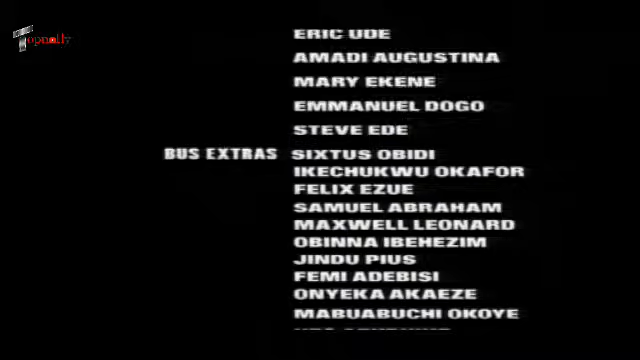 ERIC UDE
AMADI AUGUSTINA
MARY EKENE
EMMANUEL DOGO
STEVE EDE
BUS EXTRAS SIXTUS OBIDI
IKECHUKWU OKAFOR
FELIX EZUE
SAMUEL ABRAHAM
MAXWELL LEONARD
OBINNA IBEHEZIM
JINDU PIUS
FEMI ADEBISI
ONYEKA AKAEZE
MABUABUCHI OKOYE